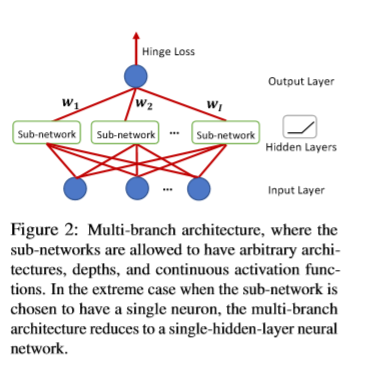 Hinge Loss
Output Layer
w₁ w₂ w_I
Sub-network Sub-network ... Sub-network
Hidden Layers
...
Input Layer
Figure 2: Multi-branch architecture, where the
sub-networks are allowed to have arbitrary archi-
tectures, depths, and continuous activation func-
tions. In the extreme case when the sub-network is
chosen to have a single neuron, the multi-branch
architecture reduces to a single-hidden-layer neural
network.